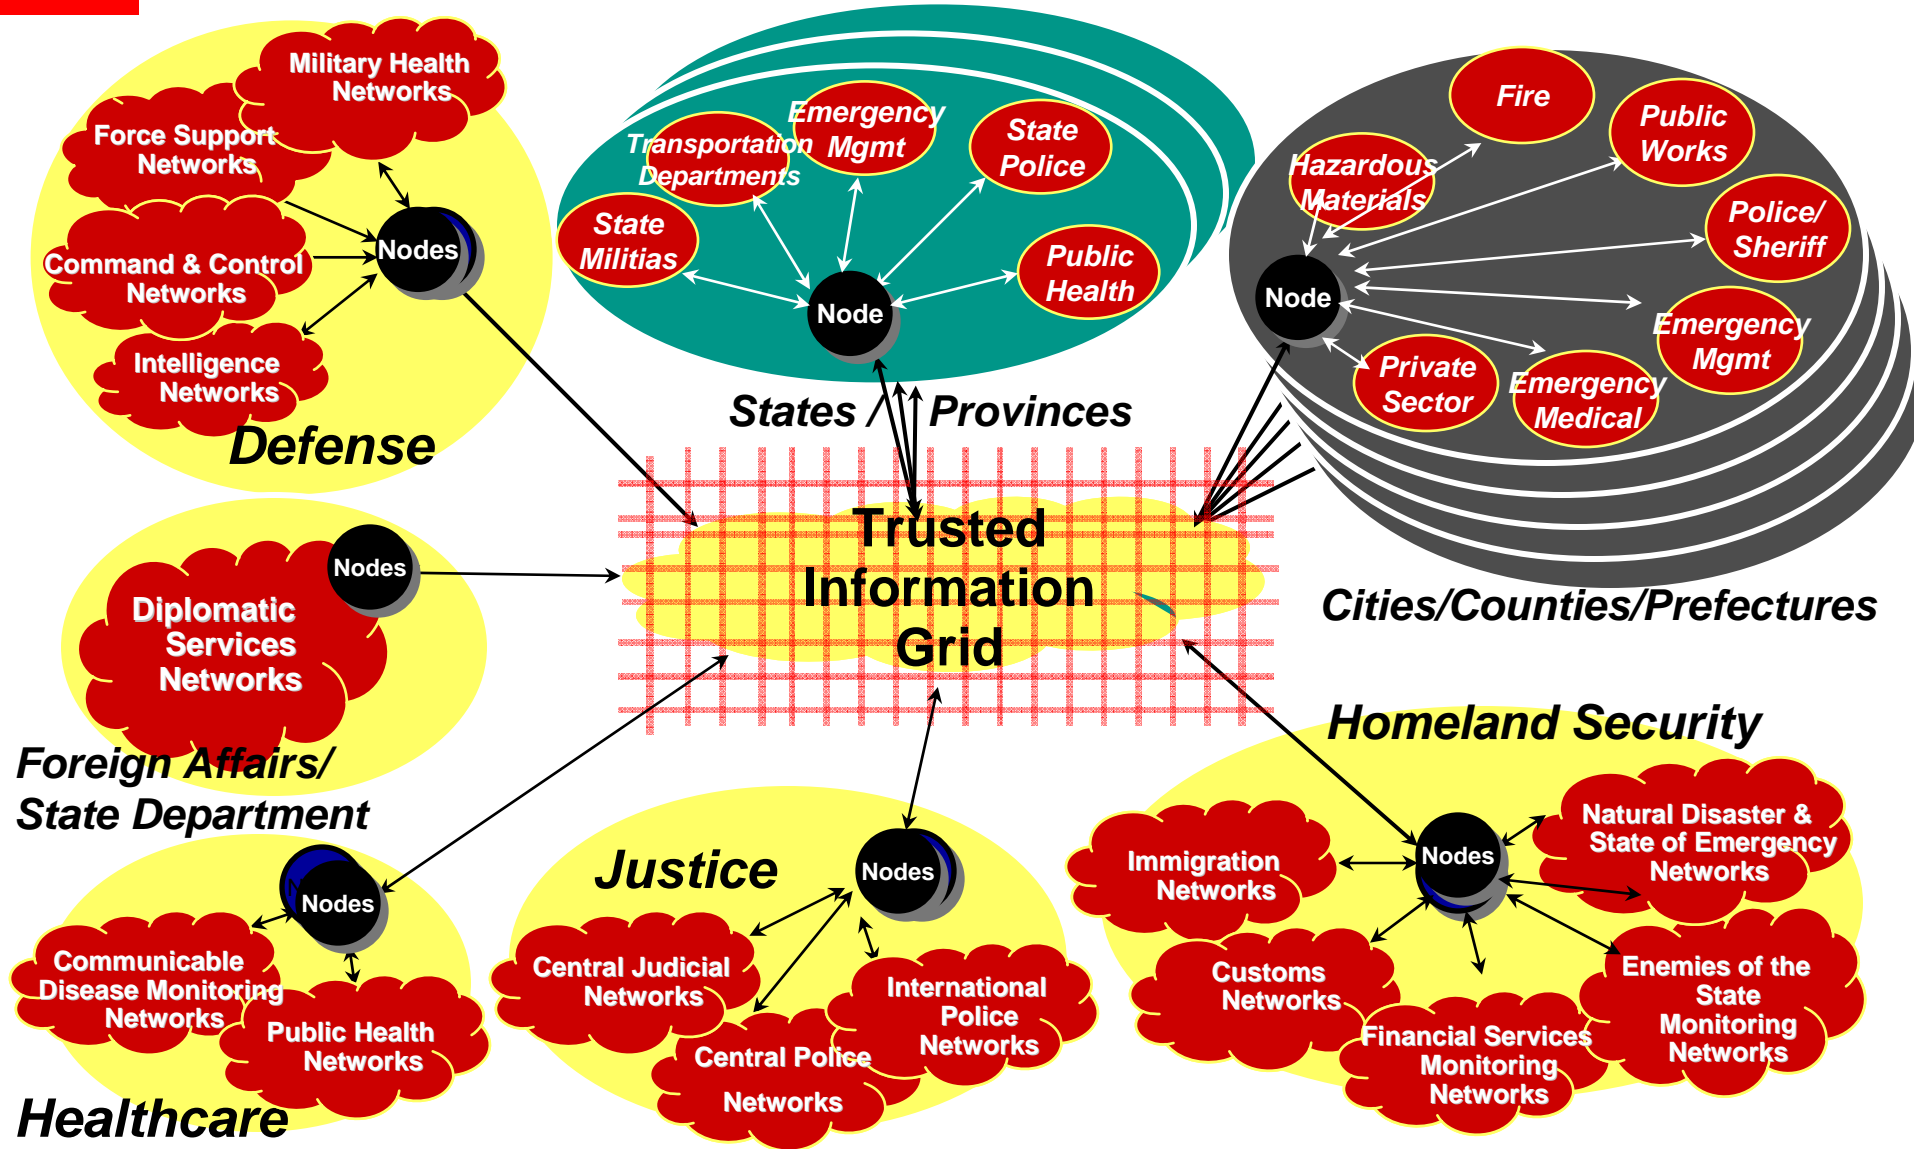 Military Health
Networks
Force Support
Networks
Command & Control
Networks
Intelligence
Networks
Nodes
Defense
Transportation
Departments
Emergency
Mgmt
State
Police
State
Militias
Public
Health
Node
States / Provinces
Fire
Public
Works
Hazardous
Materials
Police/
Sheriff
Node
Emergency
Mgmt
Private
Sector
Emergency
Medical
Cities/Counties/Prefectures
Trusted
Information
Grid
Nodes
Diplomatic
Services
Networks
Foreign Affairs/
State Department
Nodes
Communicable
Disease Monitoring
Networks
Public Health
Networks
Healthcare
Justice
Nodes
Central Judicial
Networks
Central Police
Networks
International
Police
Networks
Homeland Security
Nodes
Immigration
Networks
Natural Disaster &
State of Emergency
Networks
Customs
Networks
Enemies of the
State
Monitoring
Networks
Financial Services
Monitoring
Networks